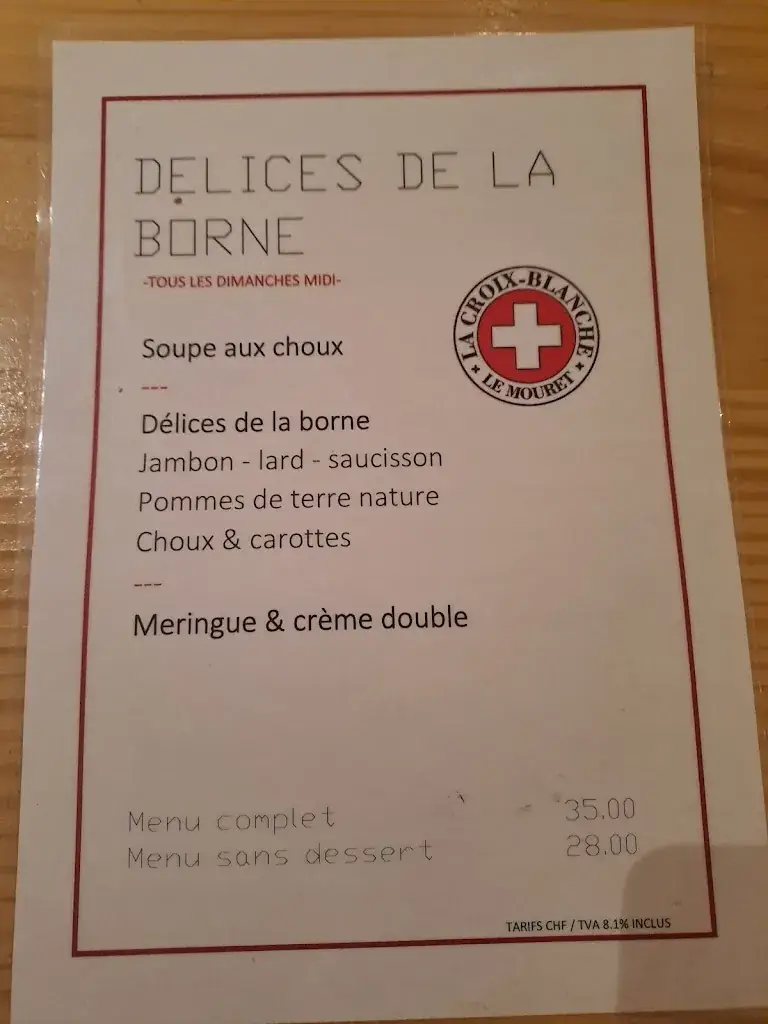 DELICES DE LA
BORNE
-TOUS LES DIMANCHES MIDI-
LA CROIX-BLANCHE
LE MOURET
Soupe aux choux
---
Délices de la borne
Jambon - lard - saucisson
Pommes de terre nature
Choux & carottes
---
Meringue & crème double
Menu complet 35.00
Menu sans dessert 28.00
TARIFS CHF / TVA 8.1% INCLUS